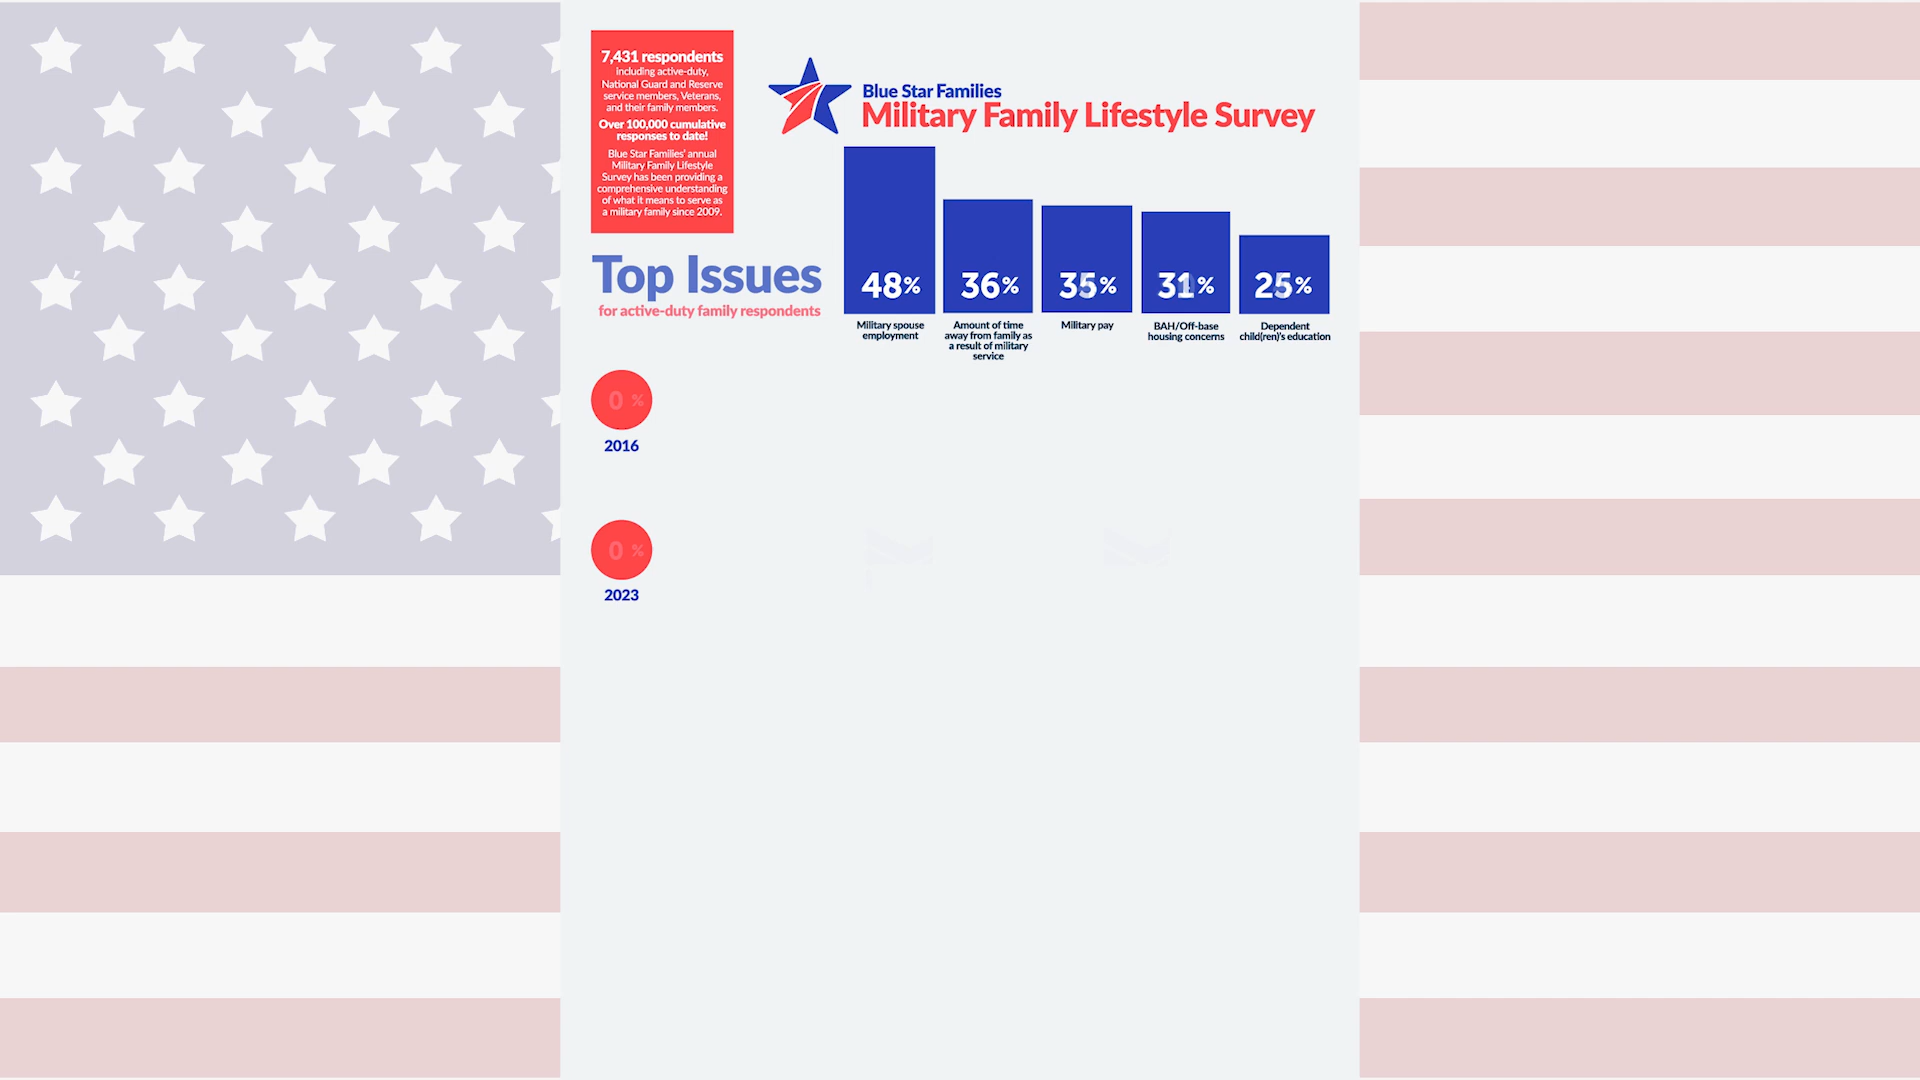 7,431 respondents
including active-duty,
National Guard and Reserve
service members, Veterans,
and their family members.
Over 100,000 cumulative
responses to date!
Blue Star Families' annual
Military Family Lifestyle
Survey has been providing a
comprehensive understanding
of what it means to serve as
a military family since 2009.
Blue Star Families
Military Family Lifestyle Survey
Top Issues
for active-duty family respondents
48%
36%
35%
31%
25%
Military spouse
employment
Amount of time
away from family as
a result of military
service
Military pay
BAH/Off-base
housing concerns
Dependent
child(ren)'s education
0 %
2016
0 %
2023